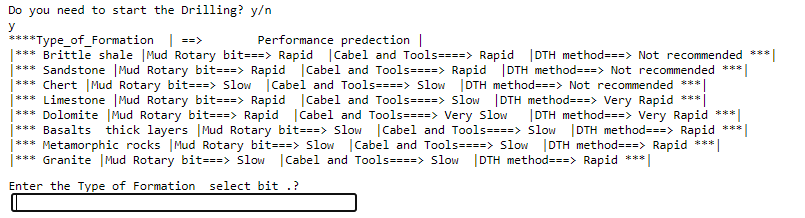 Do you need to start the Drilling? y/n
y
****Type_of_Formation  | ==>        Performance predection |
|*** Brittle shale |Mud Rotary bit===> Rapid  |Cabel and Tools====> Rapid  |DTH method===> Not recommended ***|
|*** Sandstone |Mud Rotary bit===> Rapid  |Cabel and Tools====> Rapid  |DTH method===> Not recommended ***|
|*** Chert |Mud Rotary bit===> Slow  |Cabel and Tools====> Slow  |DTH method===> Not recommended ***|
|*** Limestone |Mud Rotary bit===> Rapid  |Cabel and Tools====> Slow  |DTH method===> Very Rapid ***|
|*** Dolomite |Mud Rotary bit===> Rapid  |Cabel and Tools====> Very Slow   |DTH method===> Very Rapid ***|
|*** Basalts  thick layers |Mud Rotary bit===> Slow  |Cabel and Tools====> Slow  |DTH method===> Rapid ***|
|*** Metamorphic rocks |Mud Rotary bit===> Slow  |Cabel and Tools====> Slow  |DTH method===> Rapid ***|
|*** Granite |Mud Rotary bit===> Slow  |Cabel and Tools====> Slow  |DTH method===> Rapid ***|
Enter the Type of Formation  select bit .?